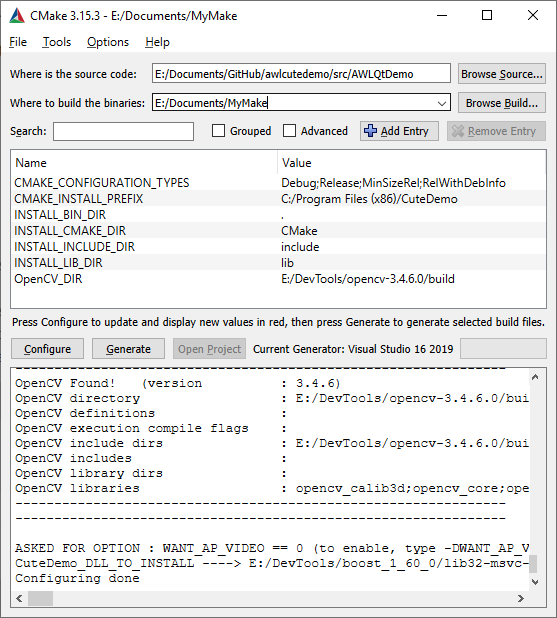 CMake 3.15.3 - E:/Documents/MyMake
File Tools Options Help
Where is the source code: E:/Documents/GitHub/awlcutedemo/src/AWLQtDemo Browse Source...
Where to build the binaries: E:/Documents/MyMake Browse Build...
Search: Grouped Advanced Add Entry Remove Entry
Name Value
CMAKE_CONFIGURATION_TYPES Debug;Release;MinSizeRel;RelWithDebInfo
CMAKE_INSTALL_PREFIX C:/Program Files (x86)/CuteDemo
INSTALL_BIN_DIR .
INSTALL_CMAKE_DIR CMake
INSTALL_INCLUDE_DIR include
INSTALL_LIB_DIR lib
OpenCV_DIR E:/DevTools/opencv-3.4.6.0/build
Press Configure to update and display new values in red, then press Generate to generate selected build files.
Configure Generate Open Project Current Generator: Visual Studio 16 2019
----------------------------------------------------------------
OpenCV Found! (version : 3.4.6)
OpenCV directory : E:/DevTools/opencv-3.4.6.0/bui
OpenCV definitions :
OpenCV execution compile flags :
OpenCV include dirs : E:/DevTools/opencv-3.4.6.0/bui
OpenCV includes :
OpenCV library dirs :
OpenCV libraries : opencv_calib3d;opencv_core;ope
----------------------------------------------------------------
----------------------------------------------------------------
ASKED FOR OPTION : WANT_AP_VIDEO == 0 (to enable, type -DWANT_AP_V
CuteDemo_DLL_TO_INSTALL ----> E:/DevTools/boost_1_60_0/lib32-msvc-
Configuring done